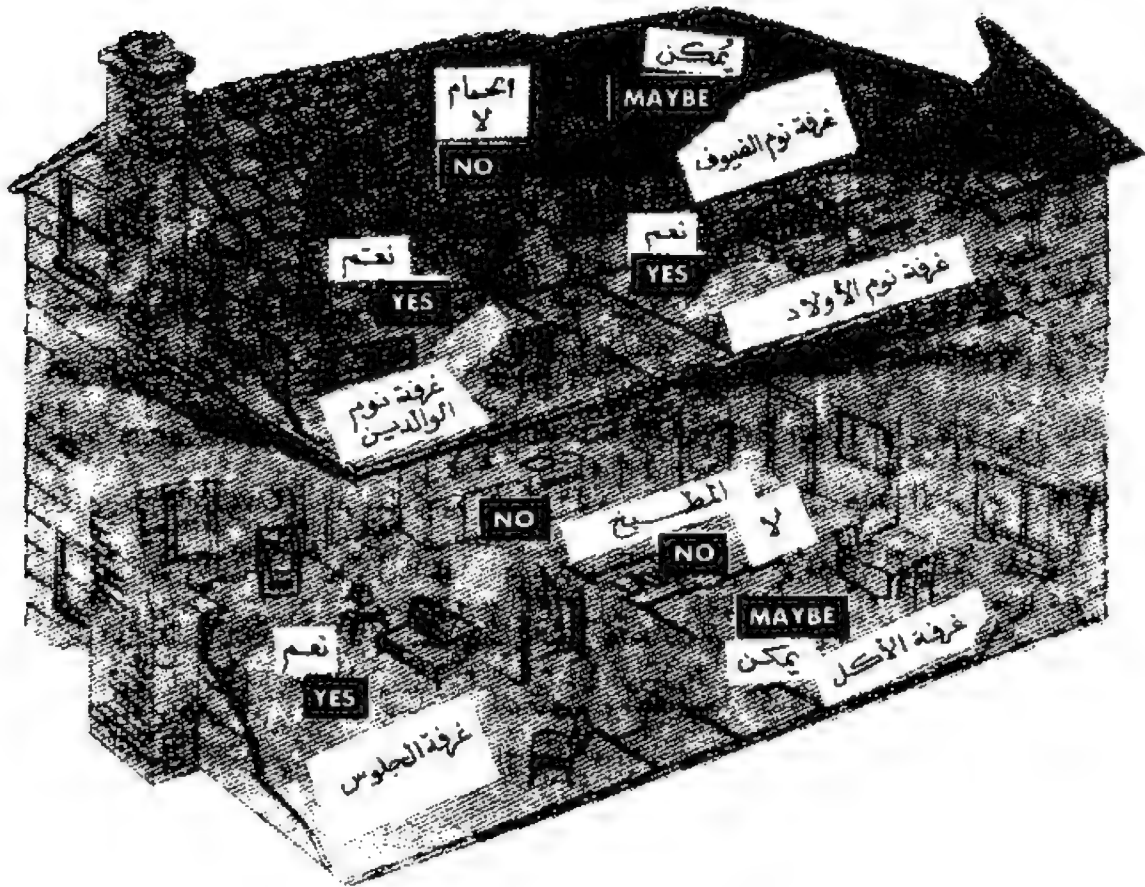 يُمكن
MAYBE
الحمام
لا
NO
غرفة نوم الضيوف
نعم
YES
نعم
YES
غرفة نوم الأولاد
غرفة نوم
الوالدين
NO
المطبخ
لا
NO
MAYBE
يمكن
غرفة الأكل
نعم
YES
غرفة الجلوس